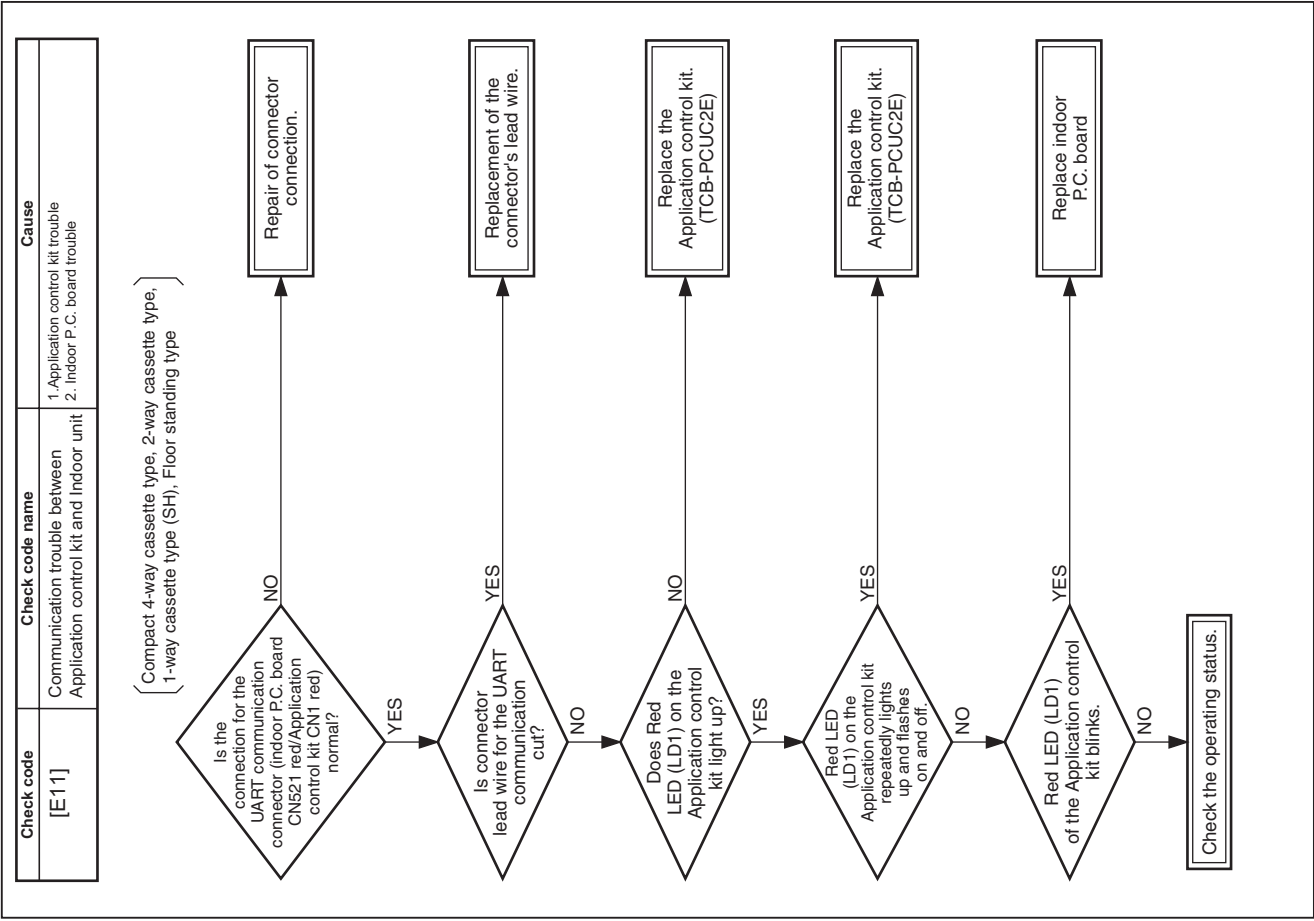 Check code
Check code name
Cause
[E11]
Communication trouble between
Application control kit and Indoor unit
1.Application control kit trouble
2. Indoor P.C. board trouble
Compact 4-way cassette type, 2-way cassette type,
1-way cassette type (SH), Floor standing type
Is the
connection for the
UART communication
connector (indoor P.C. board
CN521 red/Application
control kit CN1 red)
normal?
NO
Repair of connector
connection.
YES
Is connector
lead wire for the UART
communication
cut?
YES
Replacement of the
connector's lead wire.
NO
Does Red
LED (LD1) on the
Application control
kit light up?
NO
Replace the
Application control kit.
(TCB-PCUC2E)
YES
Red LED
(LD1) on the
Application control kit
repeatedly lights
up and flashes
on and off.
YES
Replace the
Application control kit.
(TCB-PCUC2E)
NO
Red LED (LD1)
of the Application control
kit blinks.
YES
Replace indoor
P.C. board
NO
Check the operating status.